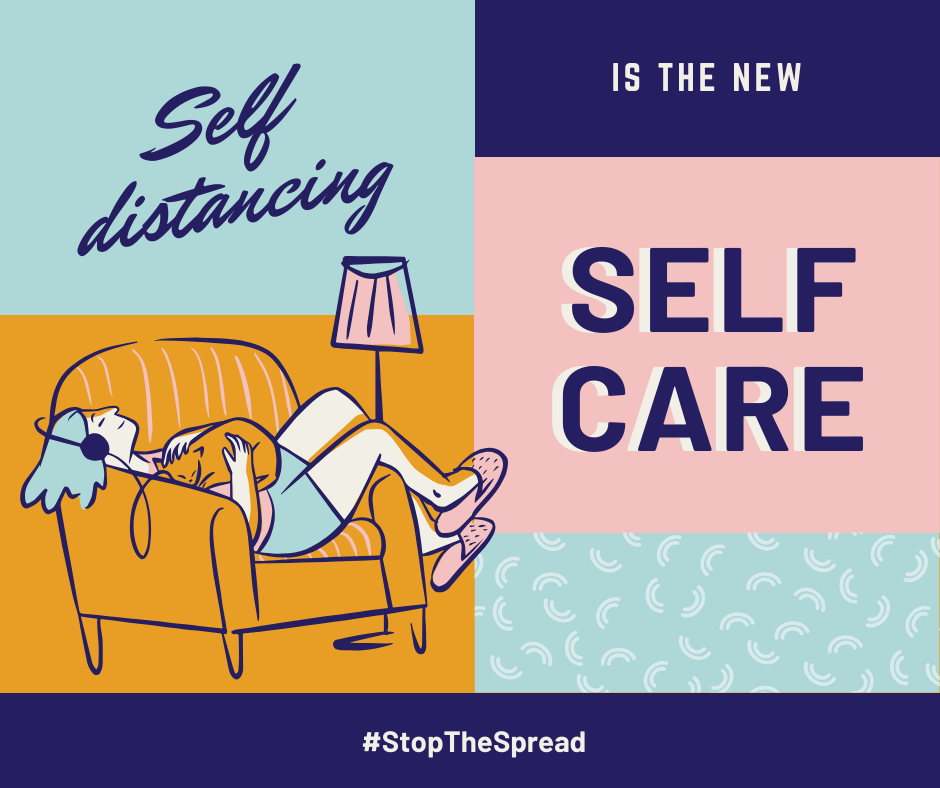 Self
distancing
IS THE NEW
SELF
CARE
#StopTheSpread